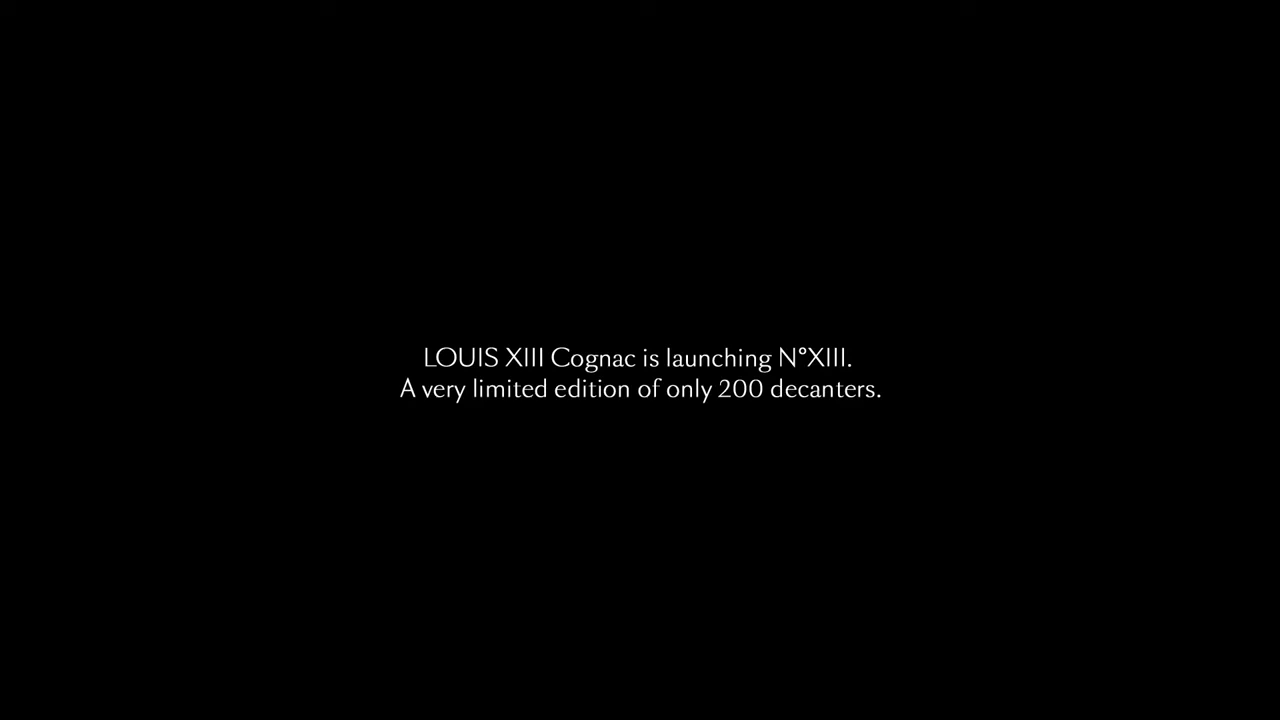 LOUIS XIII Cognac is launching N°XIII.
A very limited edition of only 200 decanters.